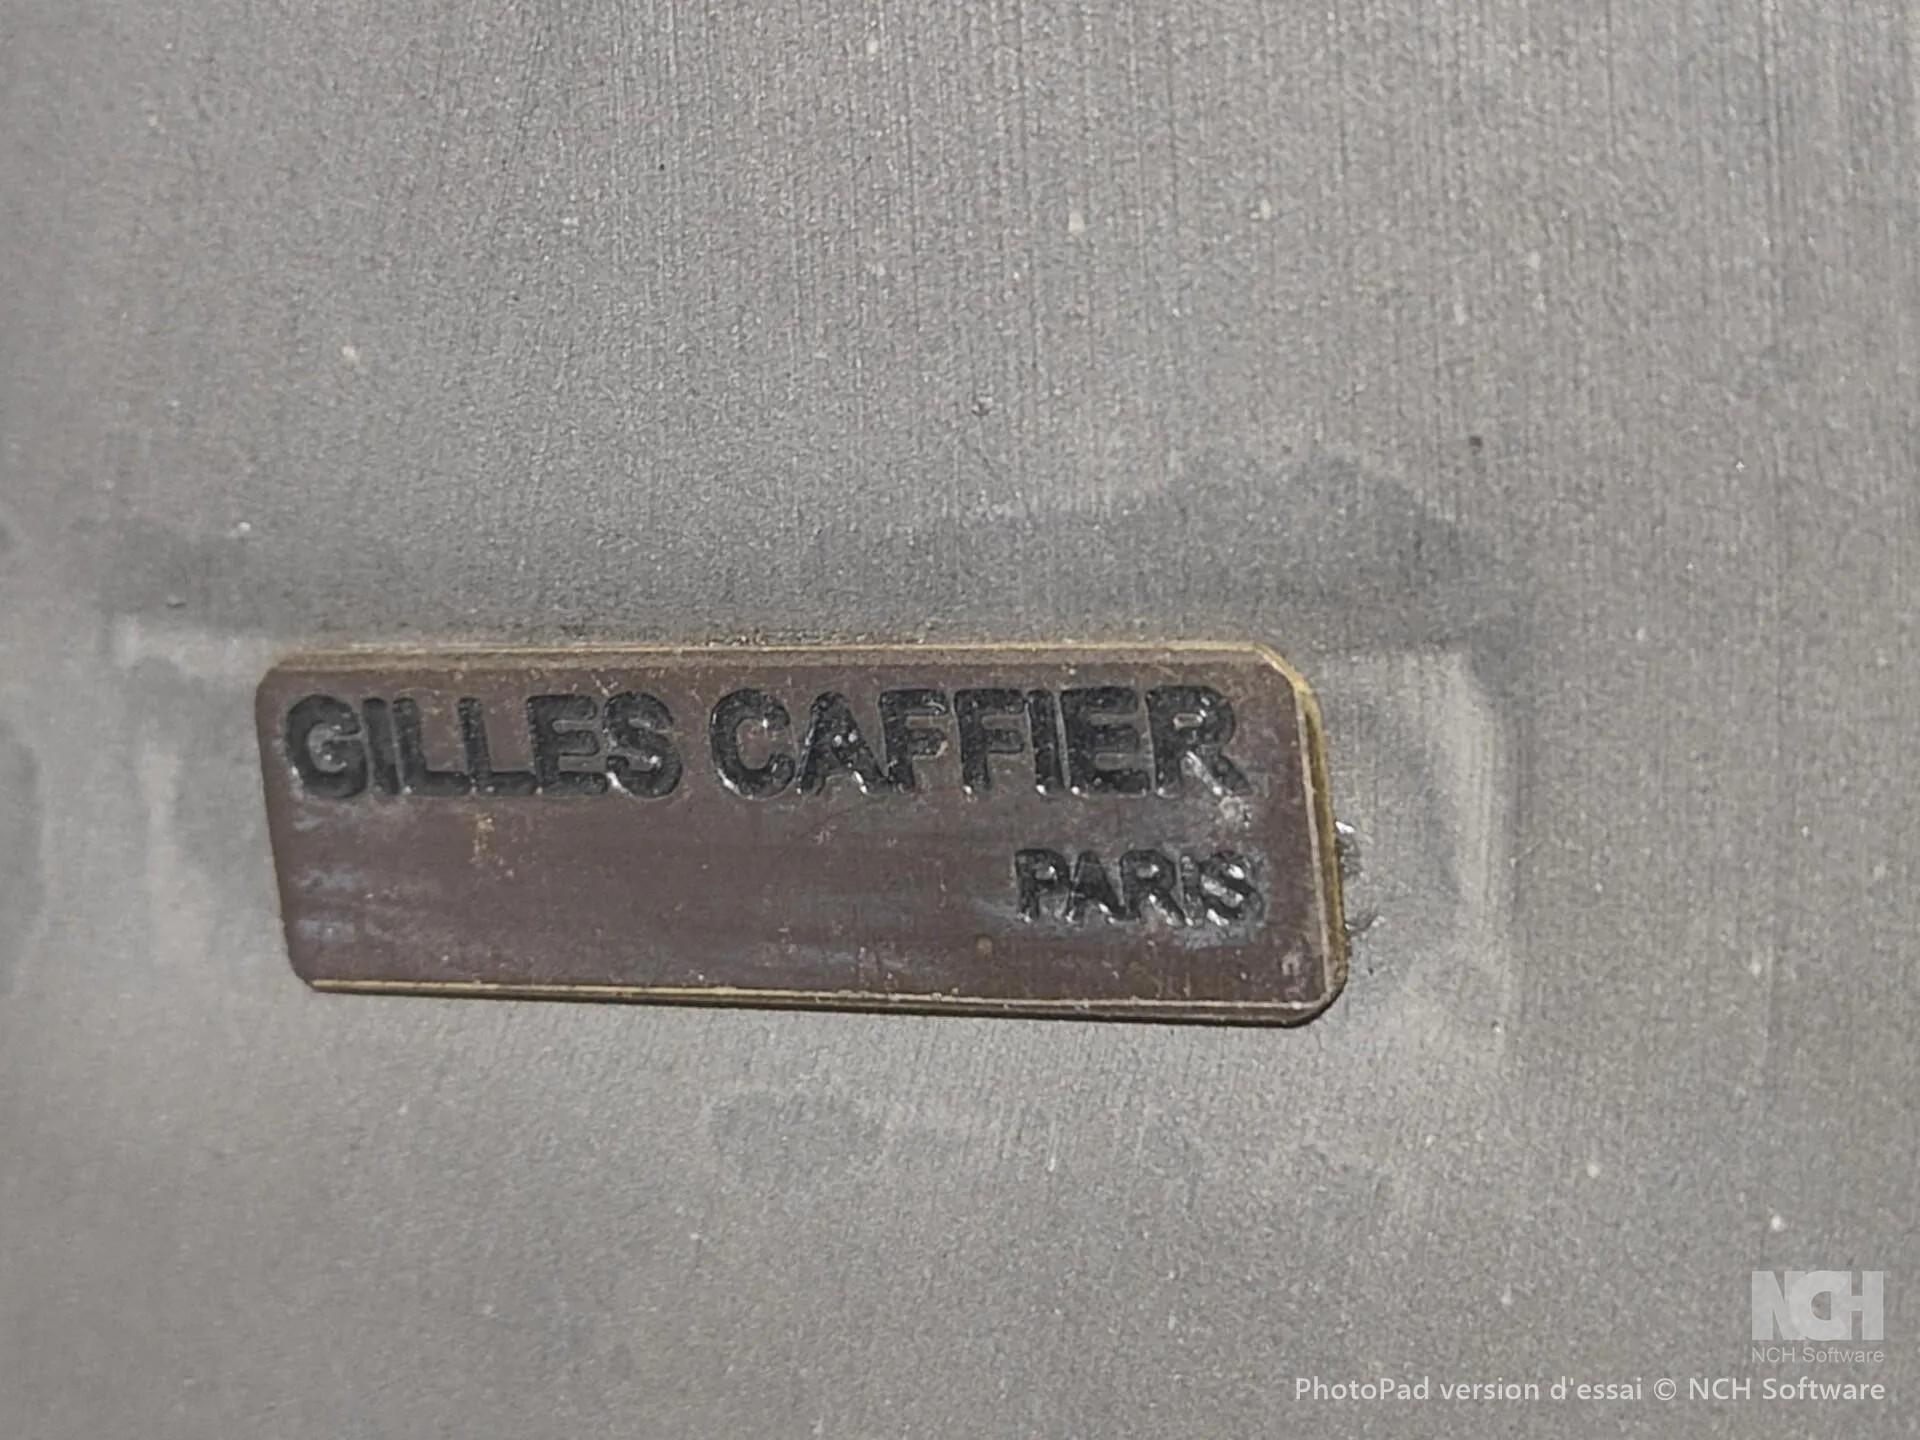 GILLES CAFFIER
PARIS
NCH
NCH Software
PhotoPad version d'essai © NCH Software